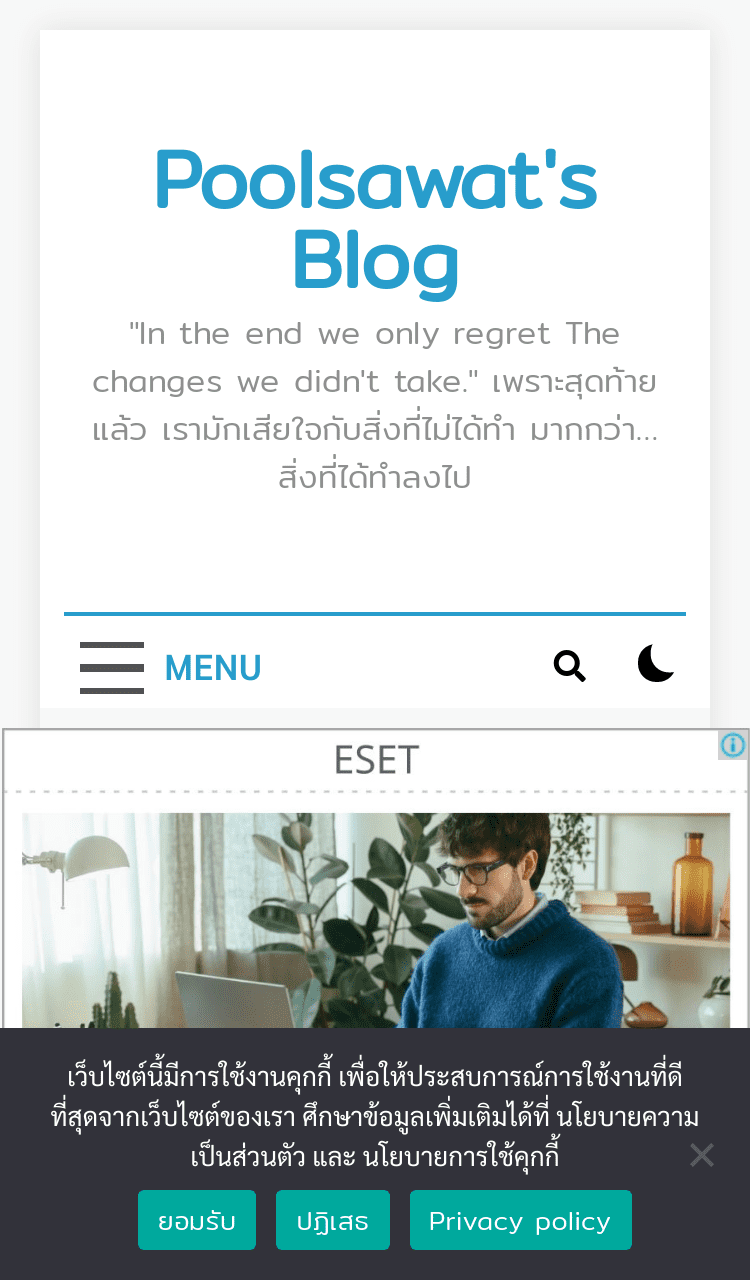 Poolsawat's
Blog
"In the end we only regret The
changes we didn't take." เพราะสุดท้าย
แล้ว เรามักเสียใจกับสิ่งที่ไม่ได้ทำ มากกว่า...
สิ่งที่ได้ทำลงไป
MENU
ESET
เว็บไซต์นี้มีการใช้งานคุกกี้ เพื่อให้ประสบการณ์การใช้งานที่ดี
ที่สุดจากเว็บไซต์ของเรา ศึกษาข้อมูลเพิ่มเติมได้ที่ นโยบายความ
เป็นส่วนตัว และ นโยบายการใช้คุกกี้
ยอมรับ ปฏิเสธ Privacy policy